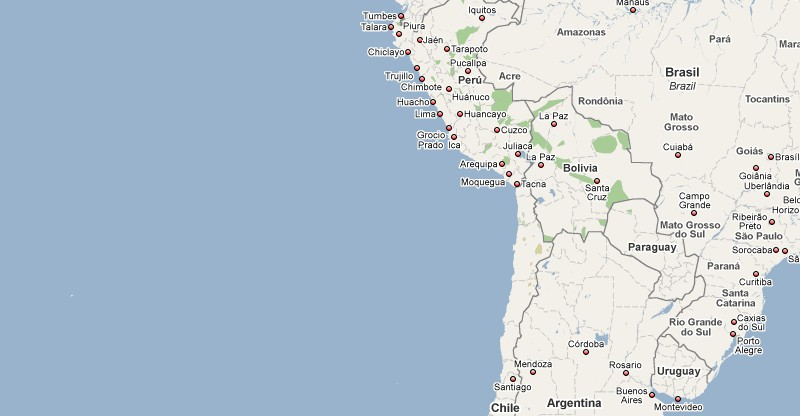 Manaus
Tumbes
Iquitos
Talara
Piura
Amazonas
Jaén
Pará
Chiclayo
Tarapoto
Pucallpa
Brasil
Brazil
Trujillo
Perú
Acre
Chimbote
Huánuco
Rondônia
Tocantins
Huacho
Lima
Huancayo
La Paz
Mato
Grosso
Cuzco
Grocio
Prado
Ica
Juliaca
Cuiabá
Goiás
La Paz
Arequipa
Bolivia
Goiânia
Moquegua
Tacna
Santa
Cruz
Uberlândia
Campo
Grande
Ribeirão
Preto
Horizo
Mato Grosso
do Sul
São Paulo
Paraguay
Sorocaba
Paraná
Curitiba
Santa
Catarina
Rio Grande
do Sul
Caxias
do Sul
Porto
Alegre
Córdoba
Mendoza
Rosario
Uruguay
Santiago
Buenos
Aires
Chile
Argentina
Montevideo